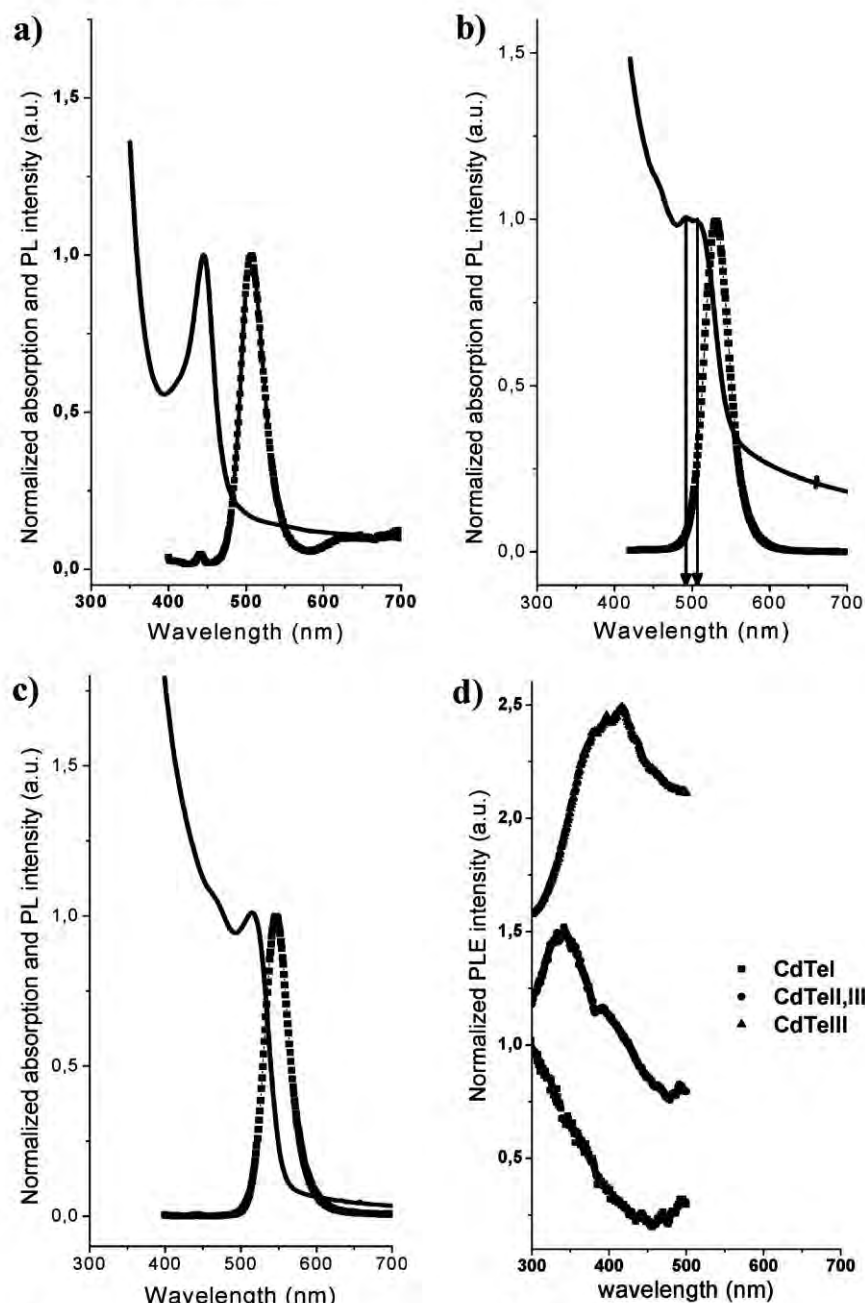 a)
Normalized absorption and PL intensity (a.u.)
1,5
1,0
0,5
0,0
300 400 500 600 700
Wavelength (nm)
b)
Normalized absorption and PL intensity (a.u.)
1,5
1,0
0,5
0,0
300 400 500 600 700
Wavelength (nm)
c)
Normalized absorption and PL intensity (a.u.)
1,5
1,0
0,5
0,0
300 400 500 600 700
Wavelength (nm)
d)
Normalized PLE intensity (a.u.)
2,5
2,0
1,5
1,0
0,5
CdTeI
CdTeII,III
CdTeIII
300 400 500 600 700
wavelength (nm)